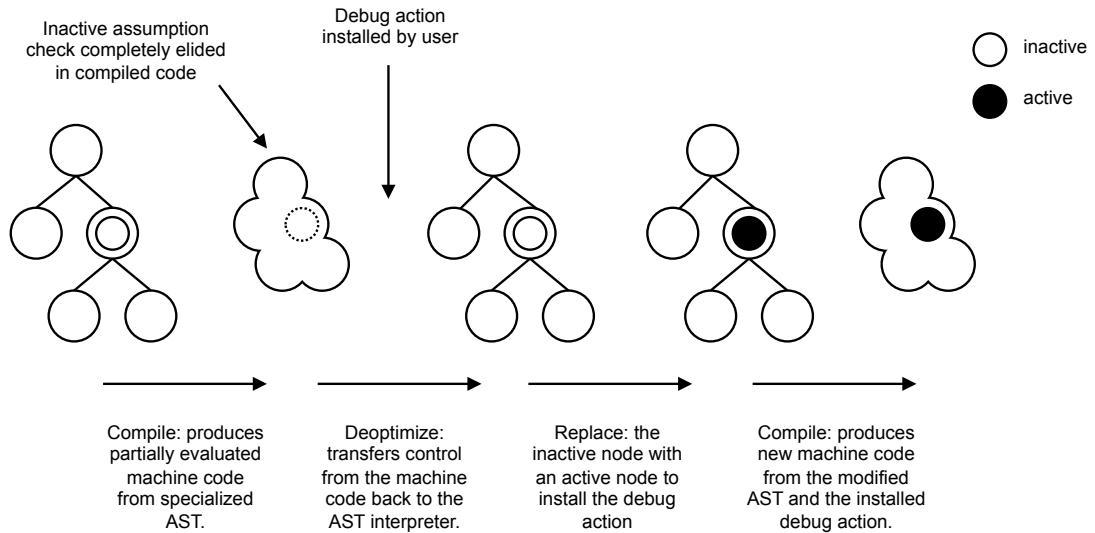 Inactive assumption
check completely elided
in compiled code
Debug action
installed by user
inactive
active
Compile: produces
partially evaluated
machine code
from specialized
AST.
Deoptimize:
transfers control
from the machine
code back to the
AST interpreter.
Replace: the
inactive node with
an active node to
install the debug
action
Compile: produces
new machine code
from the modified
AST and the installed
debug action.